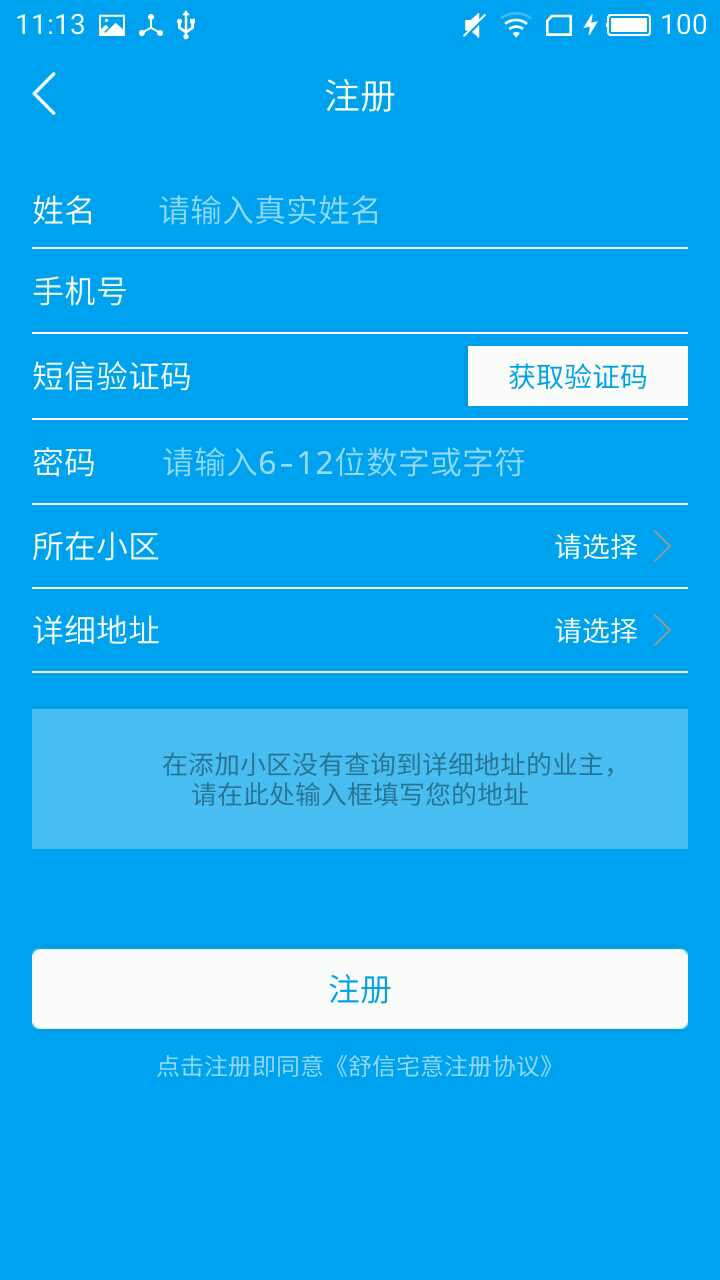 11:13 100
注册
姓名 请输入真实姓名
手机号
短信验证码 获取验证码
密码 请输入6-12位数字或字符
所在小区 请选择
详细地址 请选择
在添加小区没有查询到详细地址的业主，
请在此处输入框填写您的地址
注册
点击注册即同意《舒信宅意注册协议》